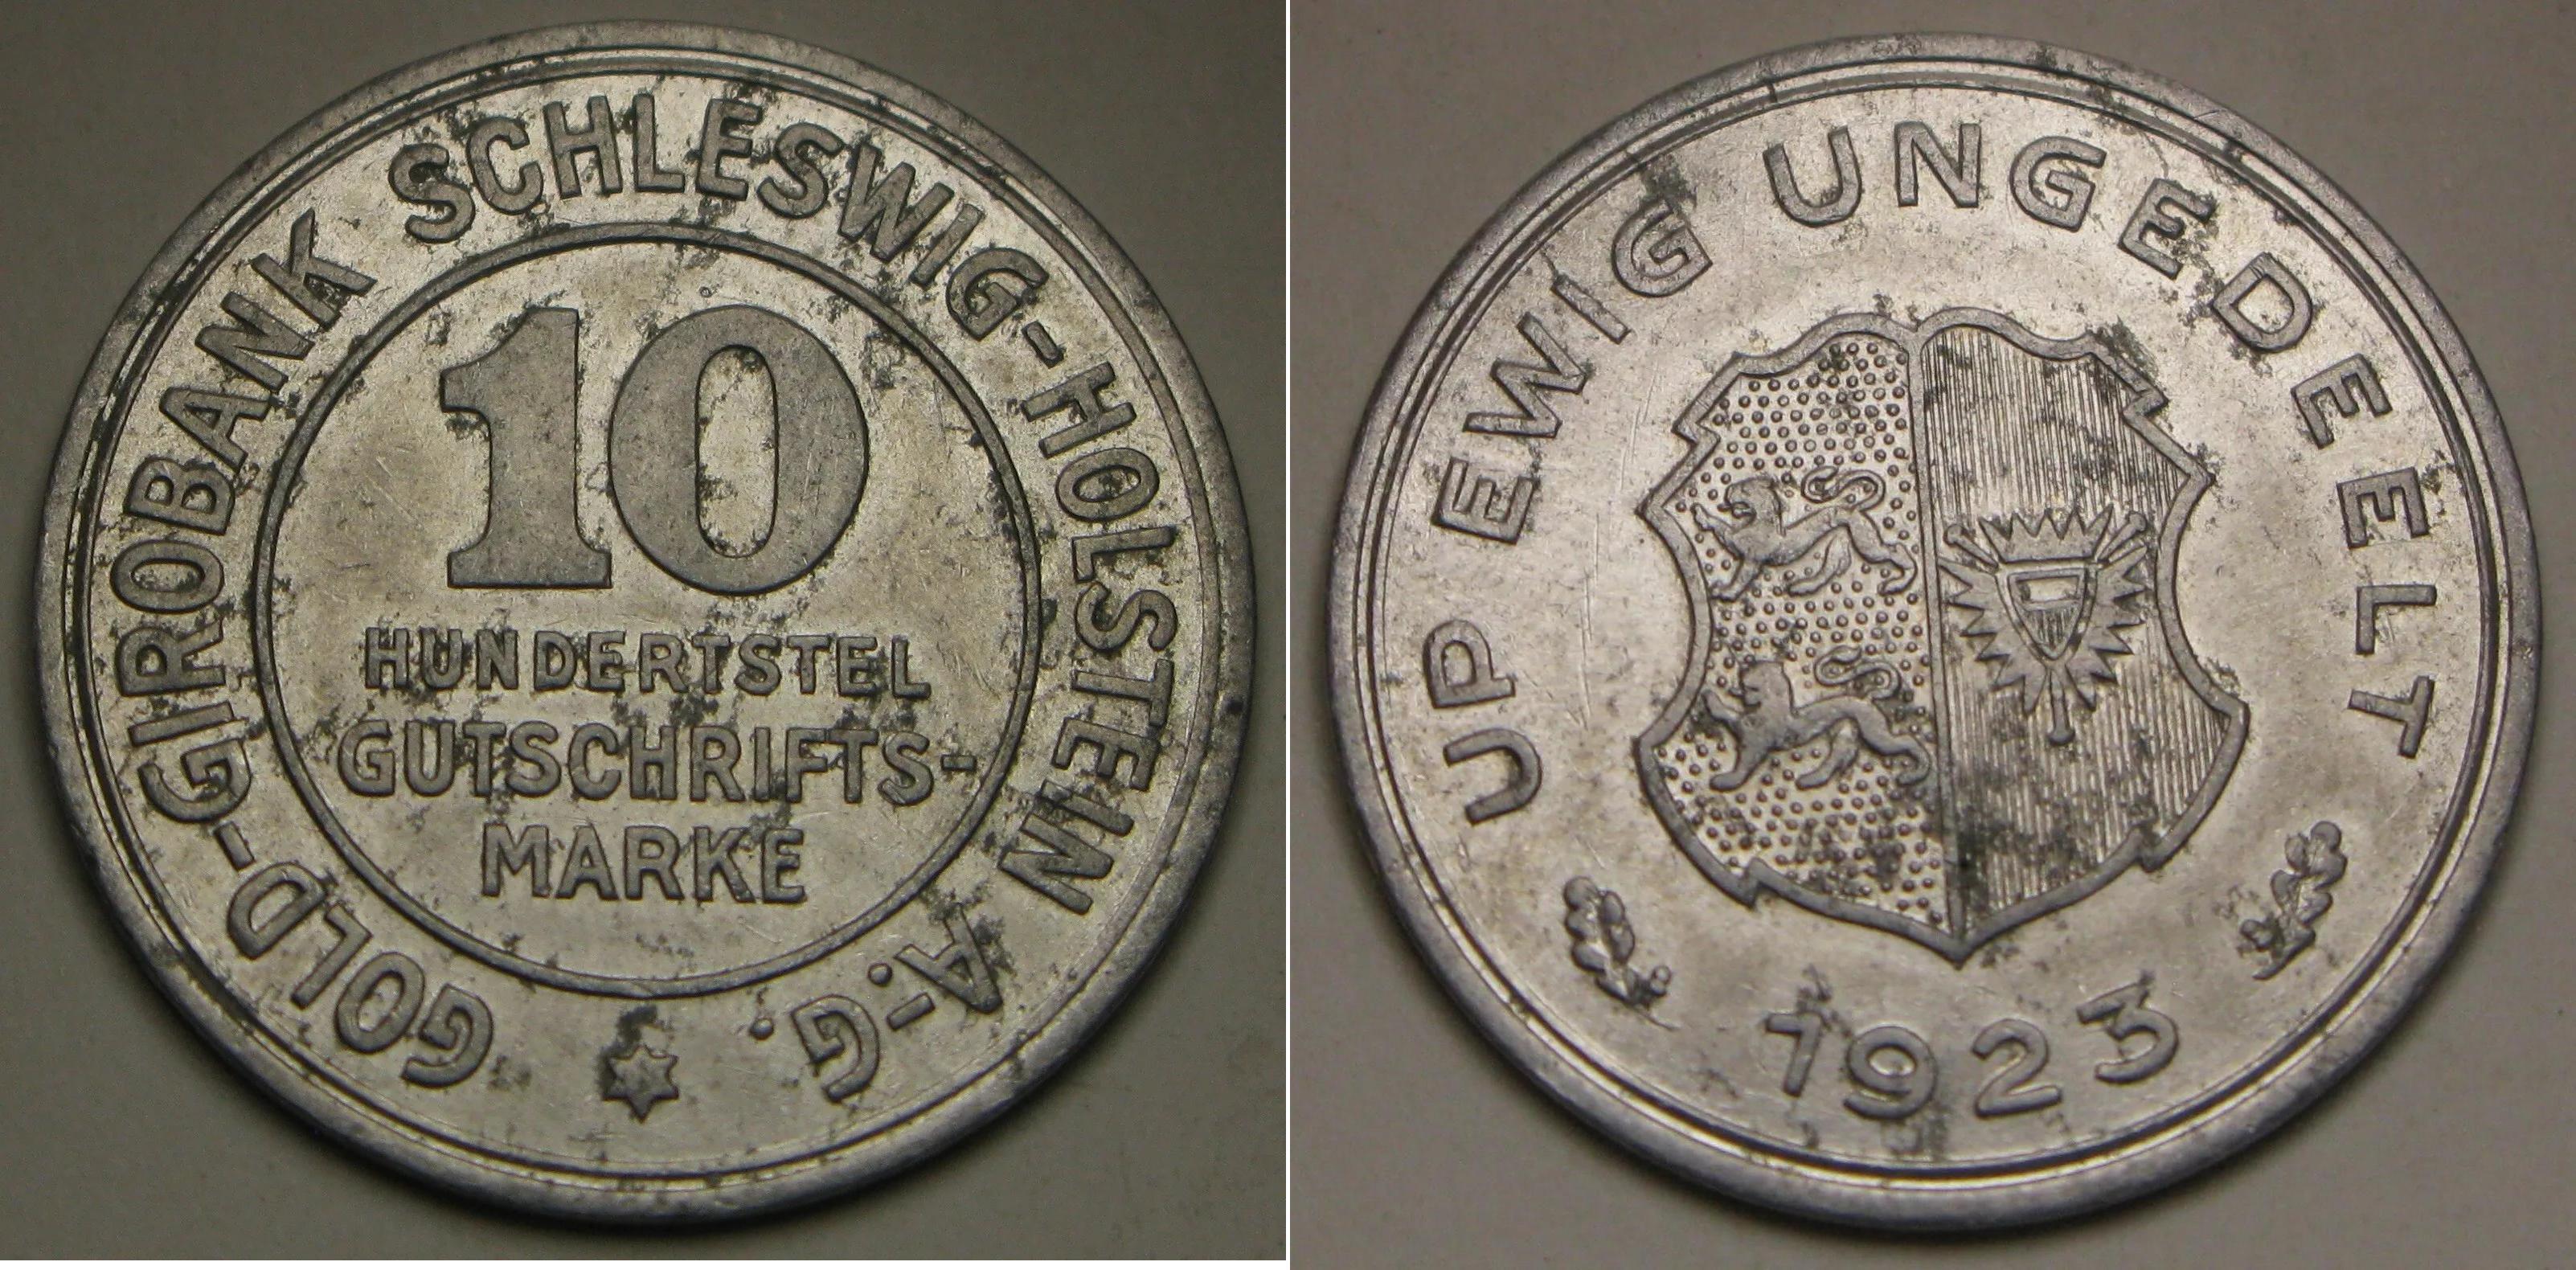 GOLD-GIROBANK SCHLESWIG-HOLSTEIN A.-G.
10
HUNDERTSTEL
GUTSCHRIFTS-
MARKE
UP EWIG UNGEDEELT
1923